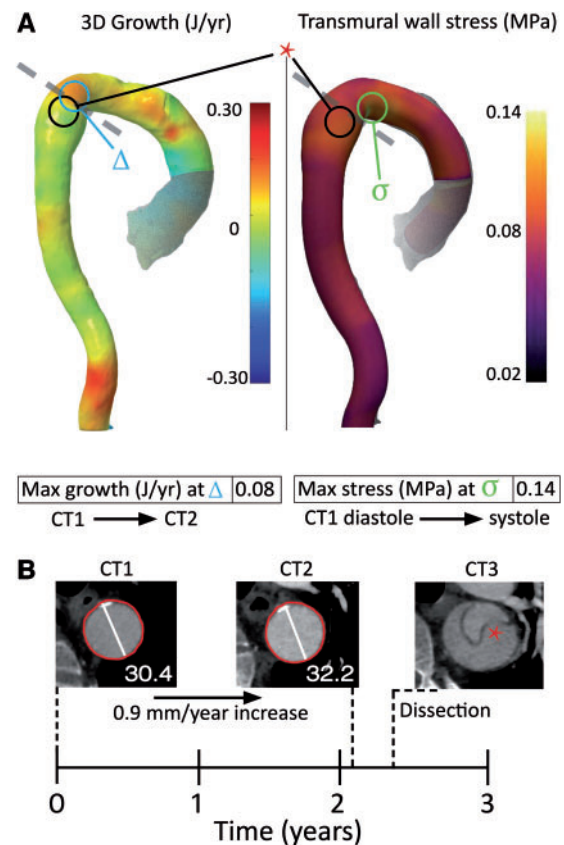 A
3D Growth (J/yr)
Transmural wall stress (MPa)
*
0.30
0
-0.30
Δ
0.14
0.08
0.02
σ
Max growth (J/yr) at Δ 0.08
CT1 → CT2
Max stress (MPa) at σ 0.14
CT1 diastole → systole
B
CT1
CT2
CT3
30.4
32.2
*
0.9 mm/year increase
Dissection
0 1 2 3
Time (years)